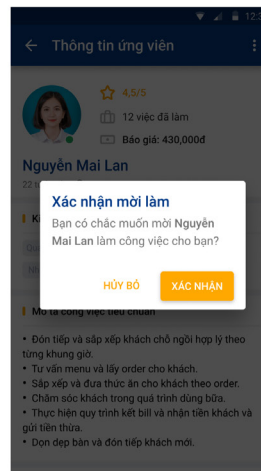 12:3
Thông tin ứng viên
4,5/5
12 việc đã làm
Báo giá: 430,000đ
Nguyễn Mai Lan
22 t
Ki
Xác nhận mời làm
Bạn có chắc muốn mời Nguyễn
Mai Lan làm công việc cho bạn?
HỦY BỎ
XÁC NHẬN
Mô tả công việc tiêu chuẩn
• Đón tiếp và sắp xếp khách chỗ ngồi hợp lý theo
từng khung giờ.
• Tư vấn menu và lấy order cho khách.
• Sắp xếp và đưa thức ăn cho khách theo order.
• Chăm sóc khách trong quá trình dùng bữa.
• Thực hiện quy trình kết bill và nhận tiền khách và
gửi tiền thừa.
• Dọn dẹp bàn và đón tiếp khách mới.